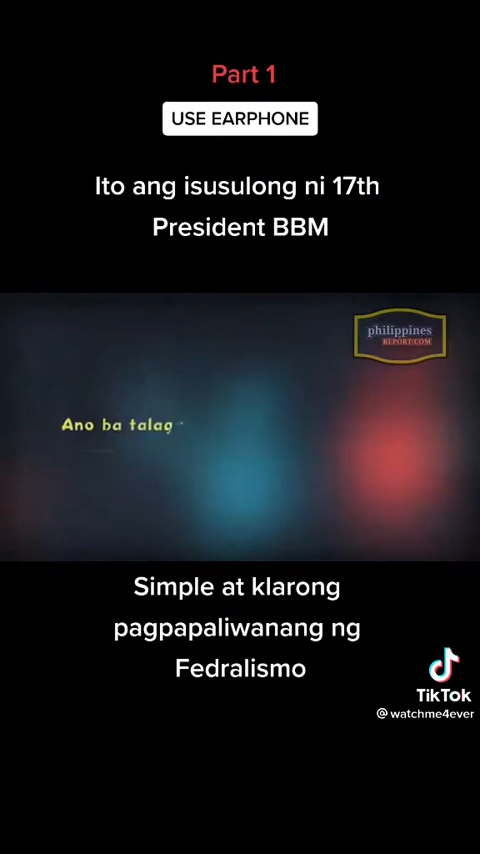 Part 1
USE EARPHONE
Ito ang isusulong ni 17th
President BBM
philippines
REPORT.COM
Ano ba talag
Simple at klarong
pagpapaliwanang ng
Fedralismo
TikTok
@ watchme4ever